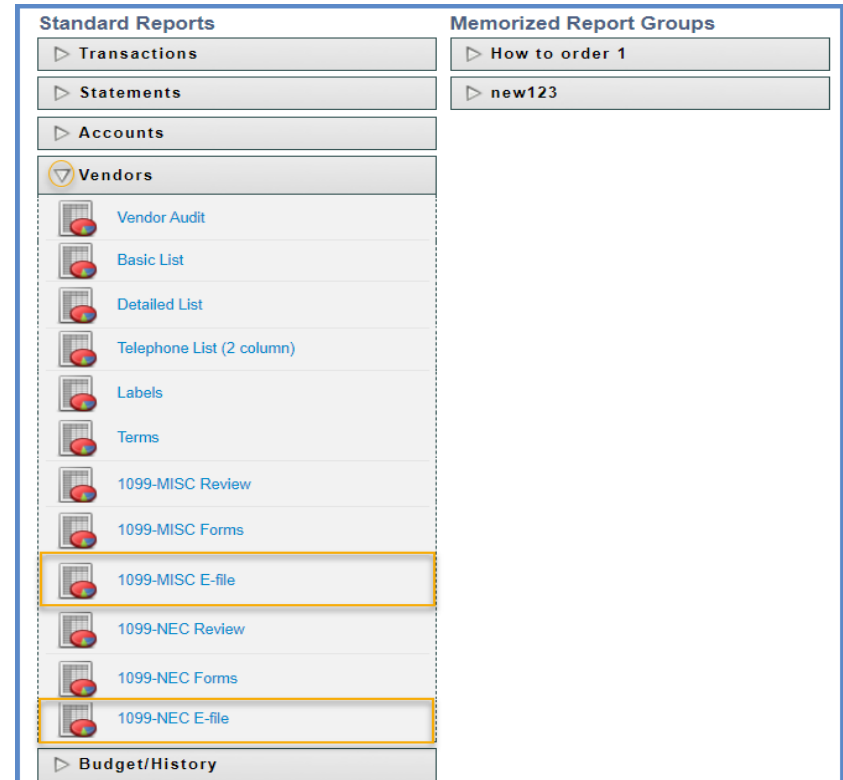 Standard Reports
Transactions
Statements
Accounts
Vendors
Vendor Audit
Basic List
Detailed List
Telephone List (2 column)
Labels
Terms
1099-MISC Review
1099-MISC Forms
1099-MISC E-file
1099-NEC Review
1099-NEC Forms
1099-NEC E-file
Budget/History
Memorized Report Groups
How to order 1
new123